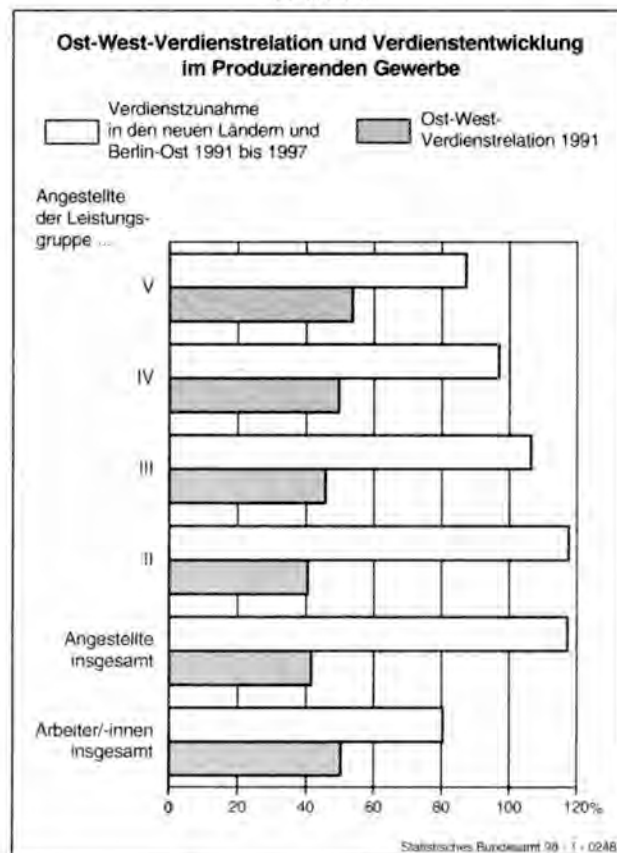 Ost-West-Verdienstrelation und Verdienstentwicklung
im Produzierenden Gewerbe
Verdienstzunahme
in den neuen Ländern und
Berlin-Ost 1991 bis 1997
Ost-West-
Verdienstrelation 1991
Angestellte
der Leistungs-
gruppe ...
V
IV
III
II
Angestellte
insgesamt
Arbeiter/-innen
insgesamt
0 20 40 60 80 100 120%
Statistisches Bundesamt 98 - 1 - 0248